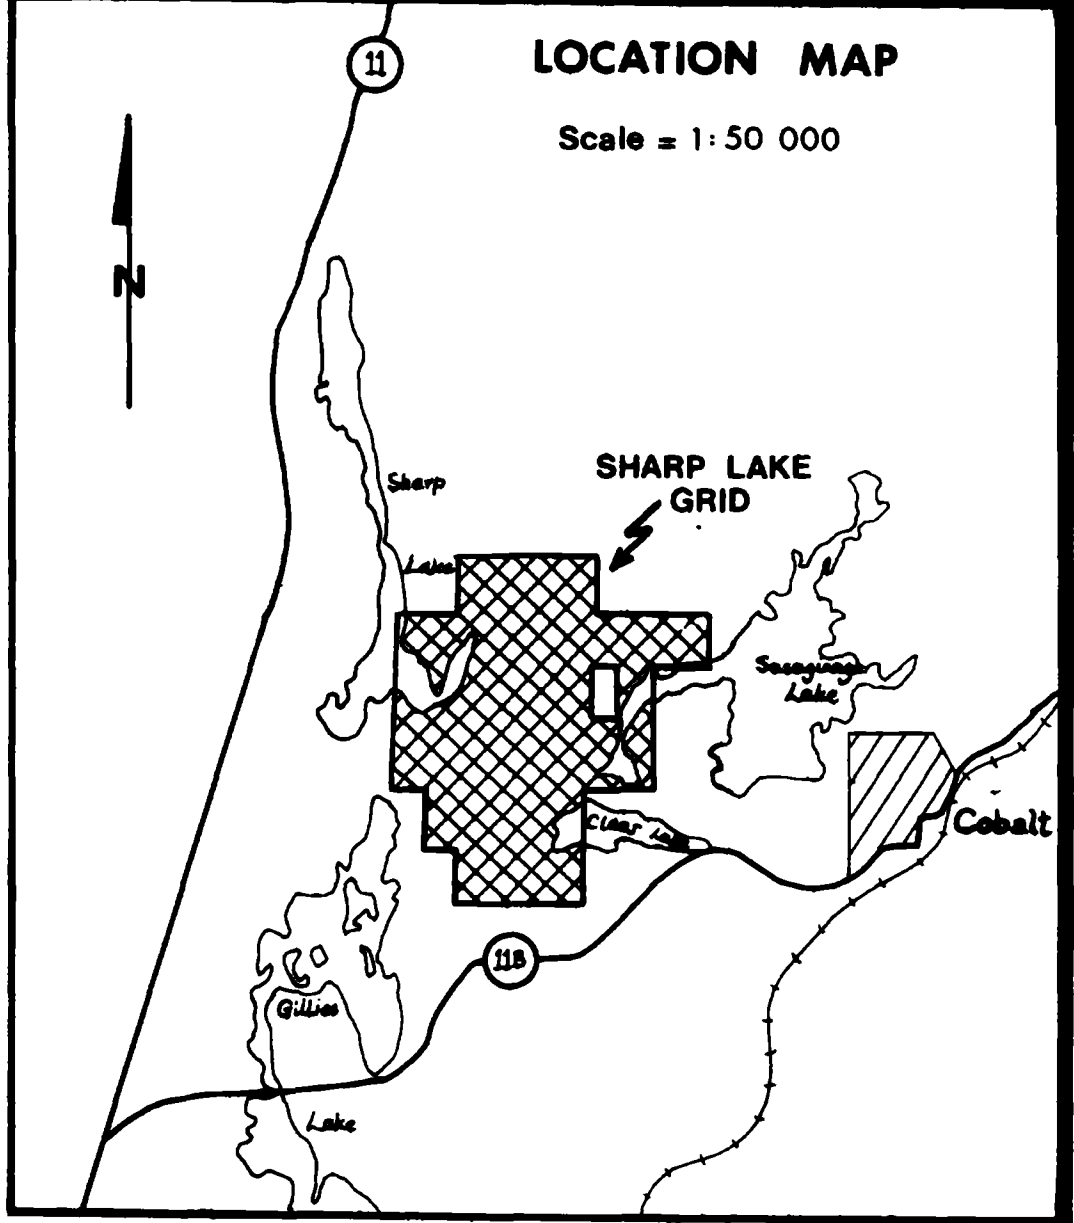 11
LOCATION MAP
Scale = 1:50 000
N
SHARP LAKE
GRID
Sharp
Lake
Lake
Clear Lake
Cobalt
11B
Gillies
Lake